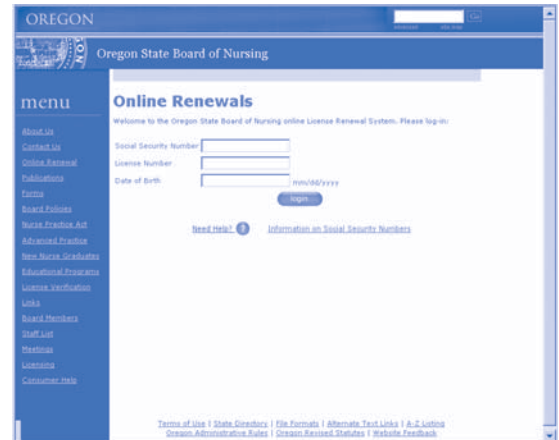 OREGON
Go
advanced site map
Oregon State Board of Nursing
menu
About Us
Contact Us
Online Renewal
Publications
Forms
Board Policies
Nurse Practice Act
Advanced Practice
New Nurse Graduates
Educational Programs
License Verification
Links
Board Members
Staff List
Meetings
Licensing
Consumer Help
Online Renewals
Welcome to the Oregon State Board of Nursing online License Renewal System. Please log-in:
Social Security Number
License Number
Date of Birth mm/dd/yyyy
login
Need Help? Information on Social Security Numbers
Terms of Use | State Directory | File Formats | Alternate Text Links | A-Z Listing
Oregon Administrative Rules | Oregon Revised Statutes | Website Feedback